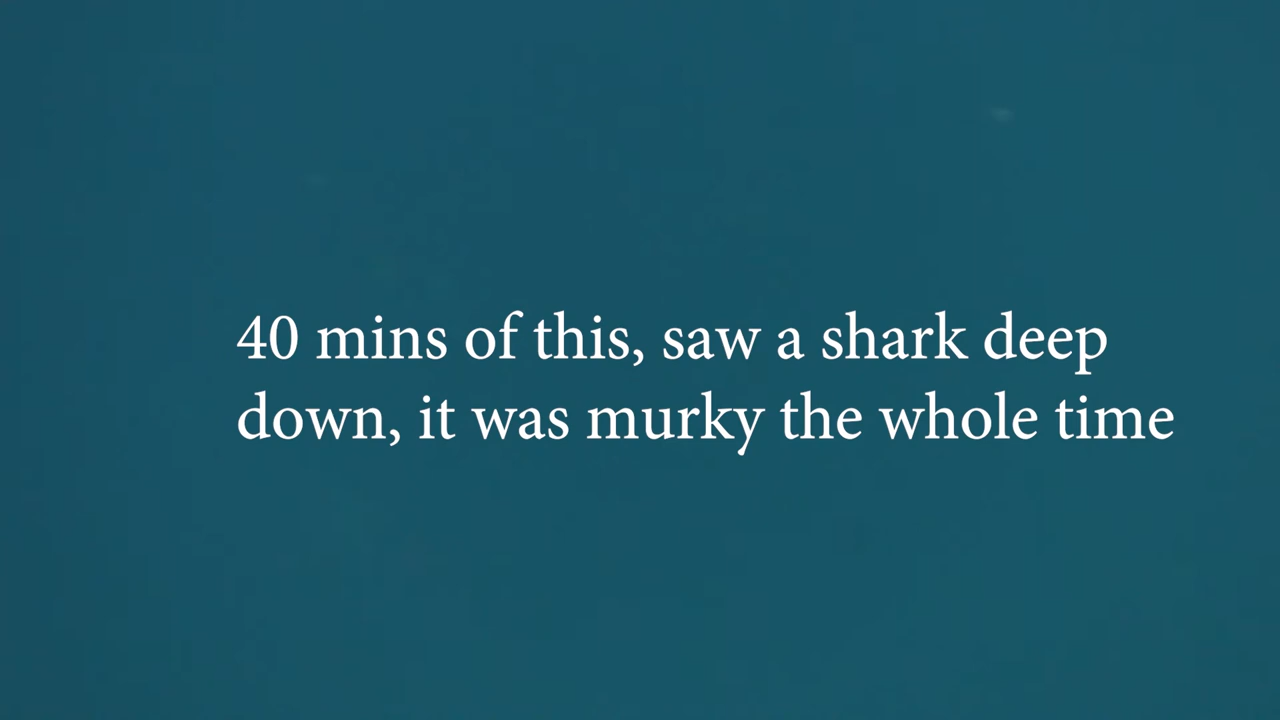 40 mins of this, saw a shark deep
down, it was murky the whole time